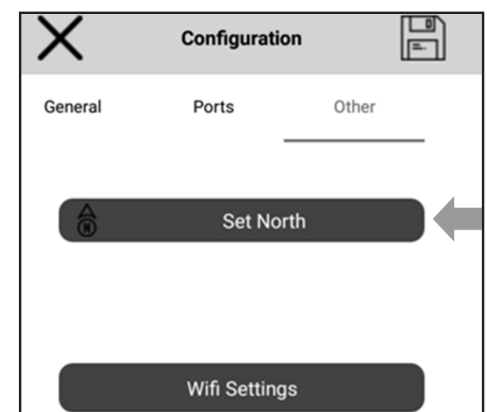 Configuration
General Ports Other
N Set North
Wifi Settings